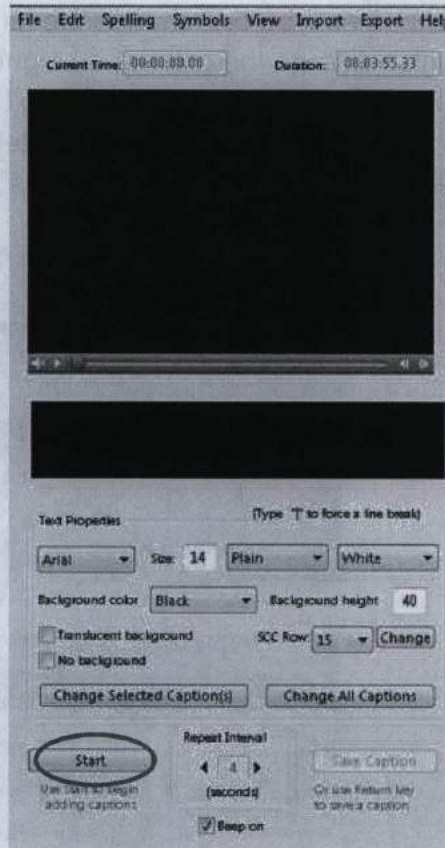 File Edit Spelling Symbols View Import Export Help
Current Time: 00:00:00.00 Duration: 00:03:55.33
Text Properties (Type "|" to force a line break)
Arial Size: 14 Plain White
Background color Black Background height 40
Translucent background SCC Row: 15 Change
No background
Change Selected Caption(s) Change All Captions
Repeat Interval
Start 4 Save Caption
Use Start to begin (seconds) Or use Return key
adding captions to save a caption
Beep on